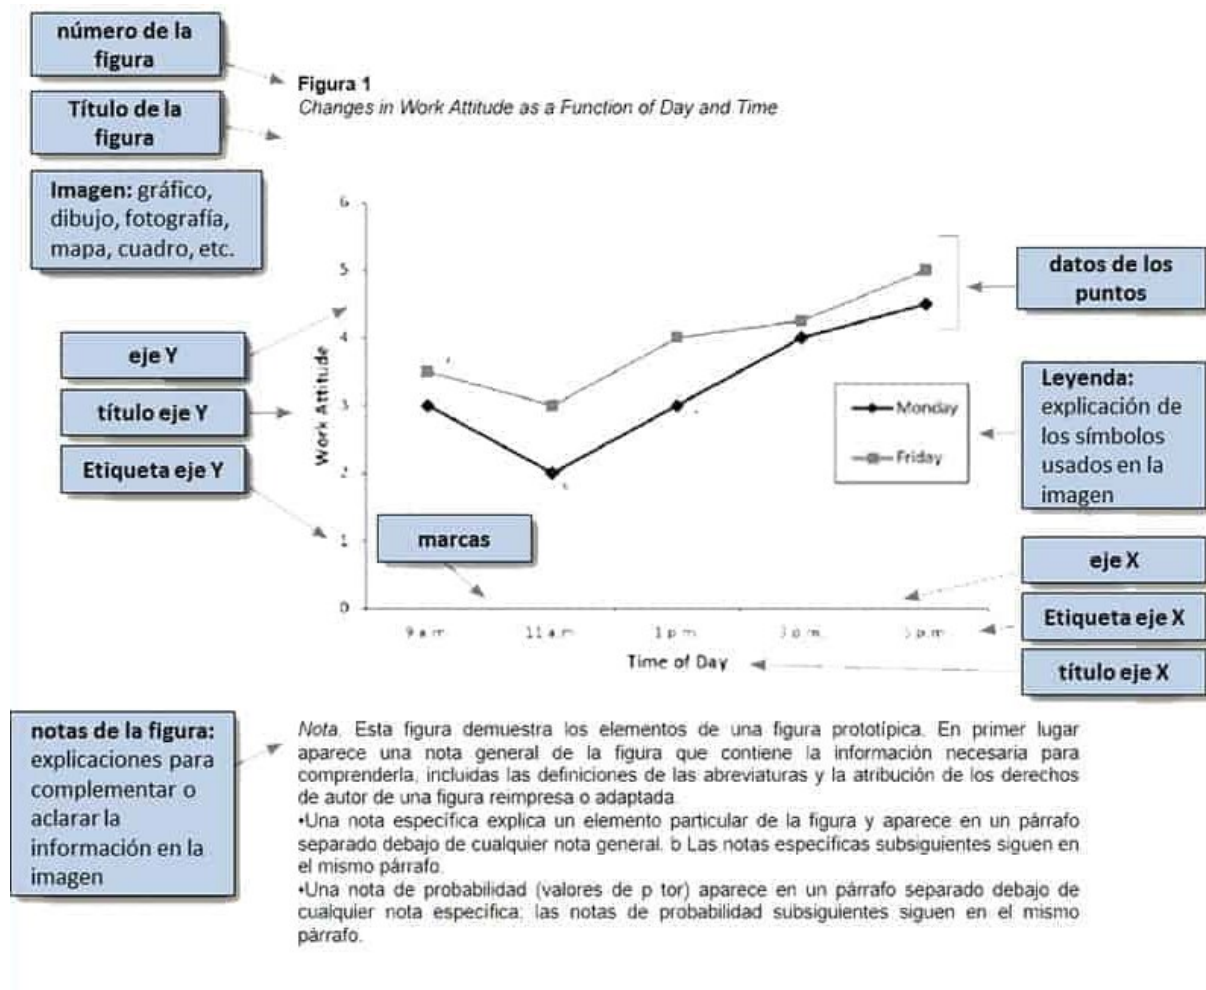 número de la
figura
Figura 1
Changes in Work Attitude as a Function of Day and Time
Título de la
figura
Imagen: gráfico,
dibujo, fotografía,
mapa, cuadro, etc.
6
5
4
3
2
1
0
eje Y
título eje Y
Etiqueta eje Y
Work Attitude
marcas
datos de los
puntos
Monday
Friday
Leyenda:
explicación de
los símbolos
usados en la
imagen
eje X
Etiqueta eje X
título eje X
9 a.m. 11 a.m. 1 p.m. 3 p.m. 5 p.m.
Time of Day
notas de la figura:
explicaciones para
complementar o
aclarar la
información en la
imagen
Nota. Esta figura demuestra los elementos de una figura prototípica. En primer lugar
aparece una nota general de la figura que contiene la información necesaria para
comprenderla, incluidas las definiciones de las abreviaturas y la atribución de los derechos
de autor de una figura reimpresa o adaptada.
•Una nota específica explica un elemento particular de la figura y aparece en un párrafo
separado debajo de cualquier nota general. b Las notas específicas subsiguientes siguen en
el mismo párrafo.
•Una nota de probabilidad (valores de p tor) aparece en un párrafo separado debajo de
cualquier nota específica; las notas de probabilidad subsiguientes siguen en el mismo
párrafo.